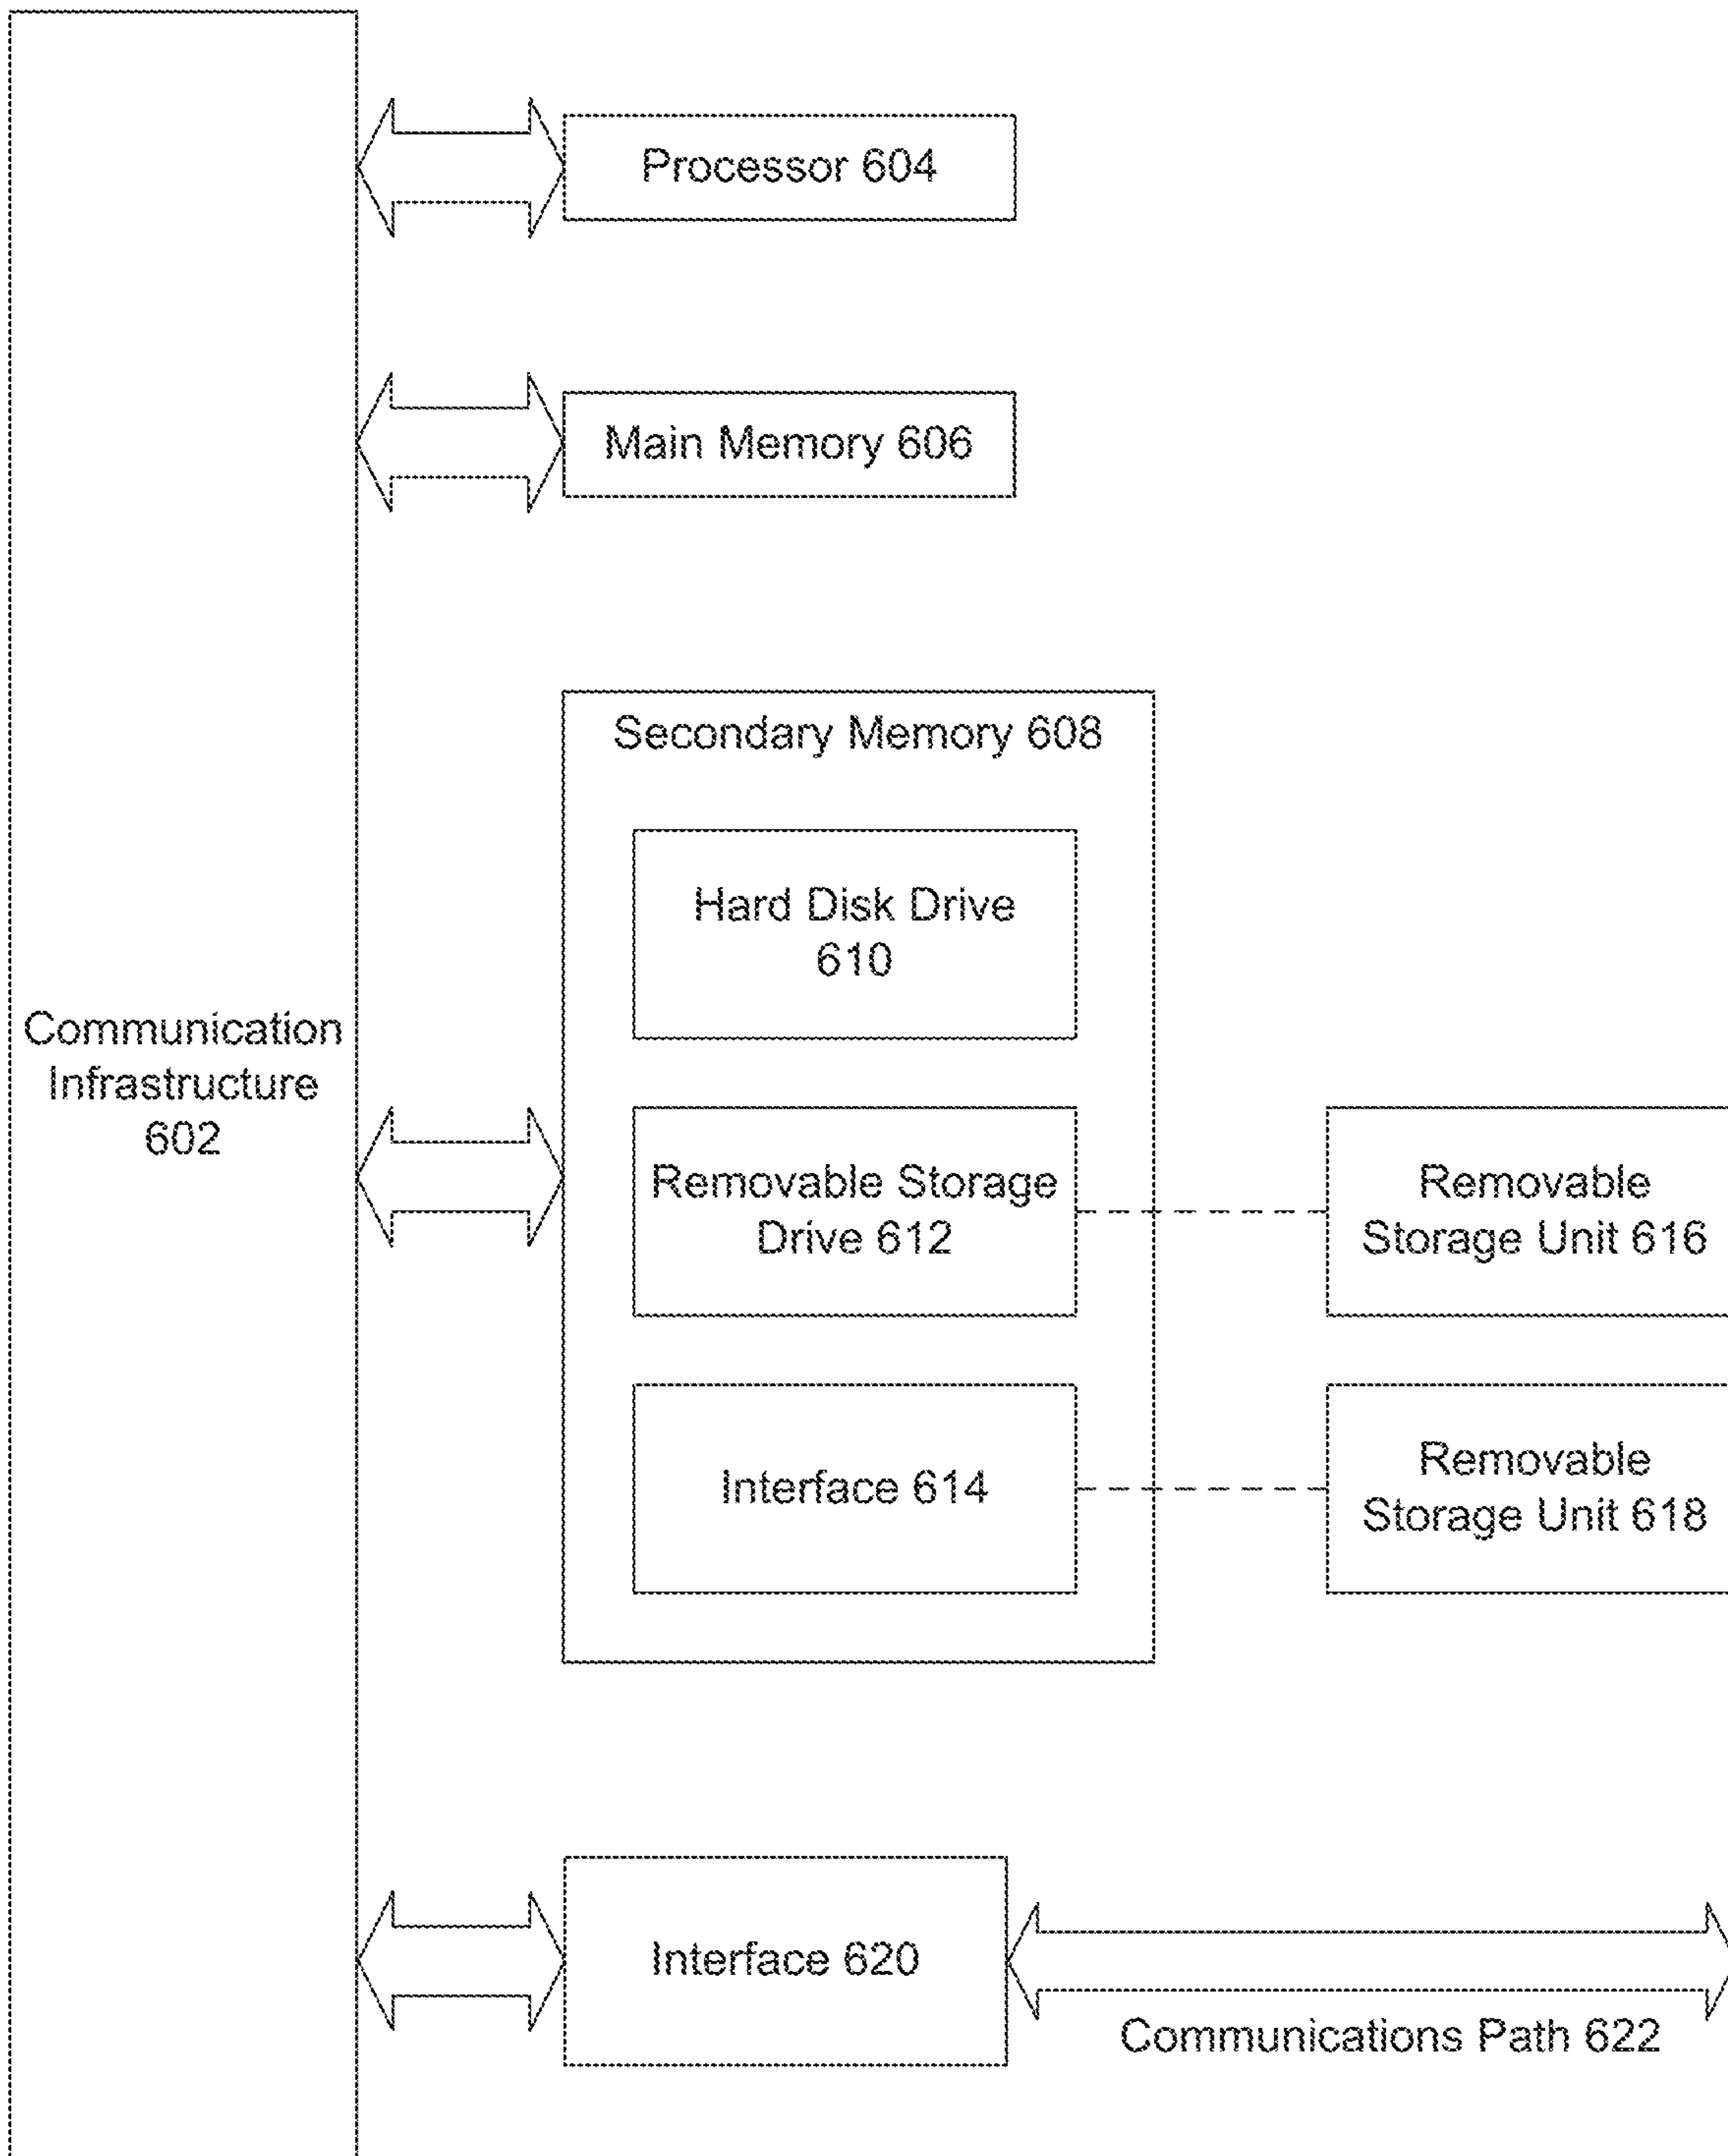 Processor 604
Main Memory 606
Secondary Memory 608
Hard Disk Drive
610
Communication
Infrastructure
602
Removable Storage
Drive 612
Removable
Storage Unit 616
Interface 614
Removable
Storage Unit 618
Interface 620
Communications Path 622